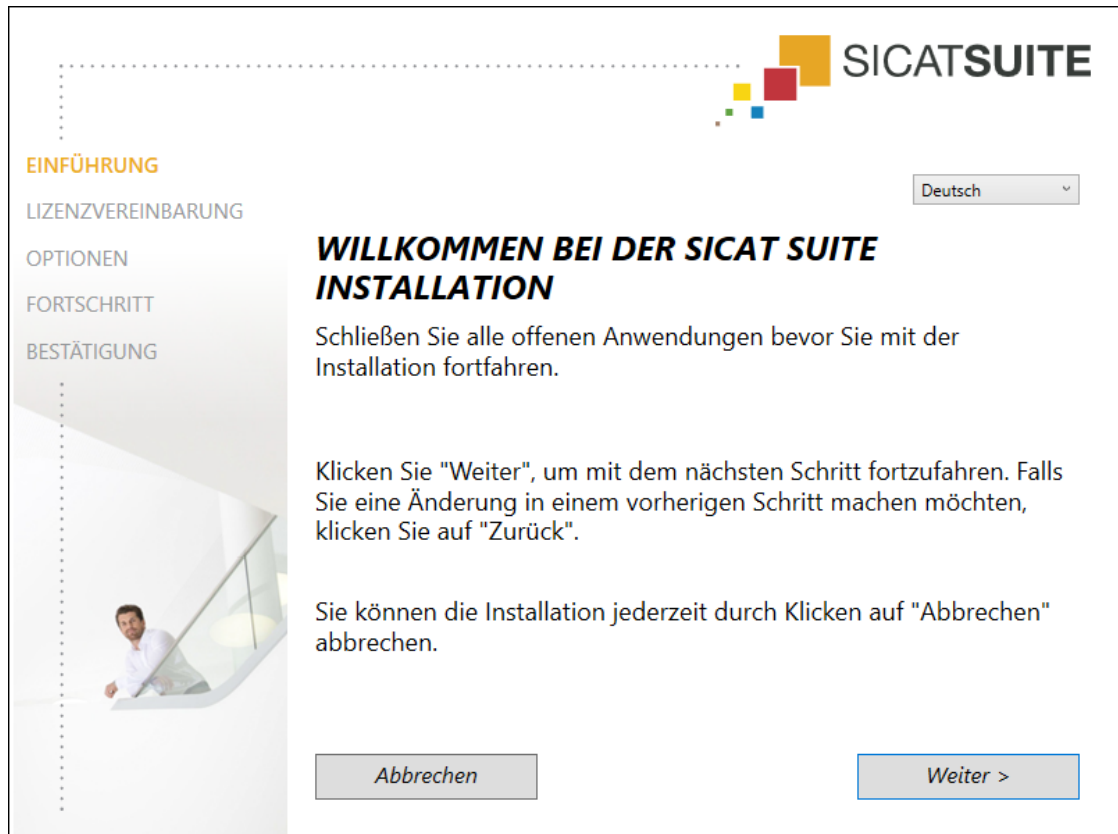 SICATSUITE
EINFÜHRUNG
LIZENZVEREINBARUNG
OPTIONEN
FORTSCHRITT
BESTÄTIGUNG
Deutsch
WILLKOMMEN BEI DER SICAT SUITE
INSTALLATION
Schließen Sie alle offenen Anwendungen bevor Sie mit der
Installation fortfahren.
Klicken Sie "Weiter", um mit dem nächsten Schritt fortzufahren. Falls
Sie eine Änderung in einem vorherigen Schritt machen möchten,
klicken Sie auf "Zurück".
Sie können die Installation jederzeit durch Klicken auf "Abbrechen"
abbrechen.
Abbrechen
Weiter >